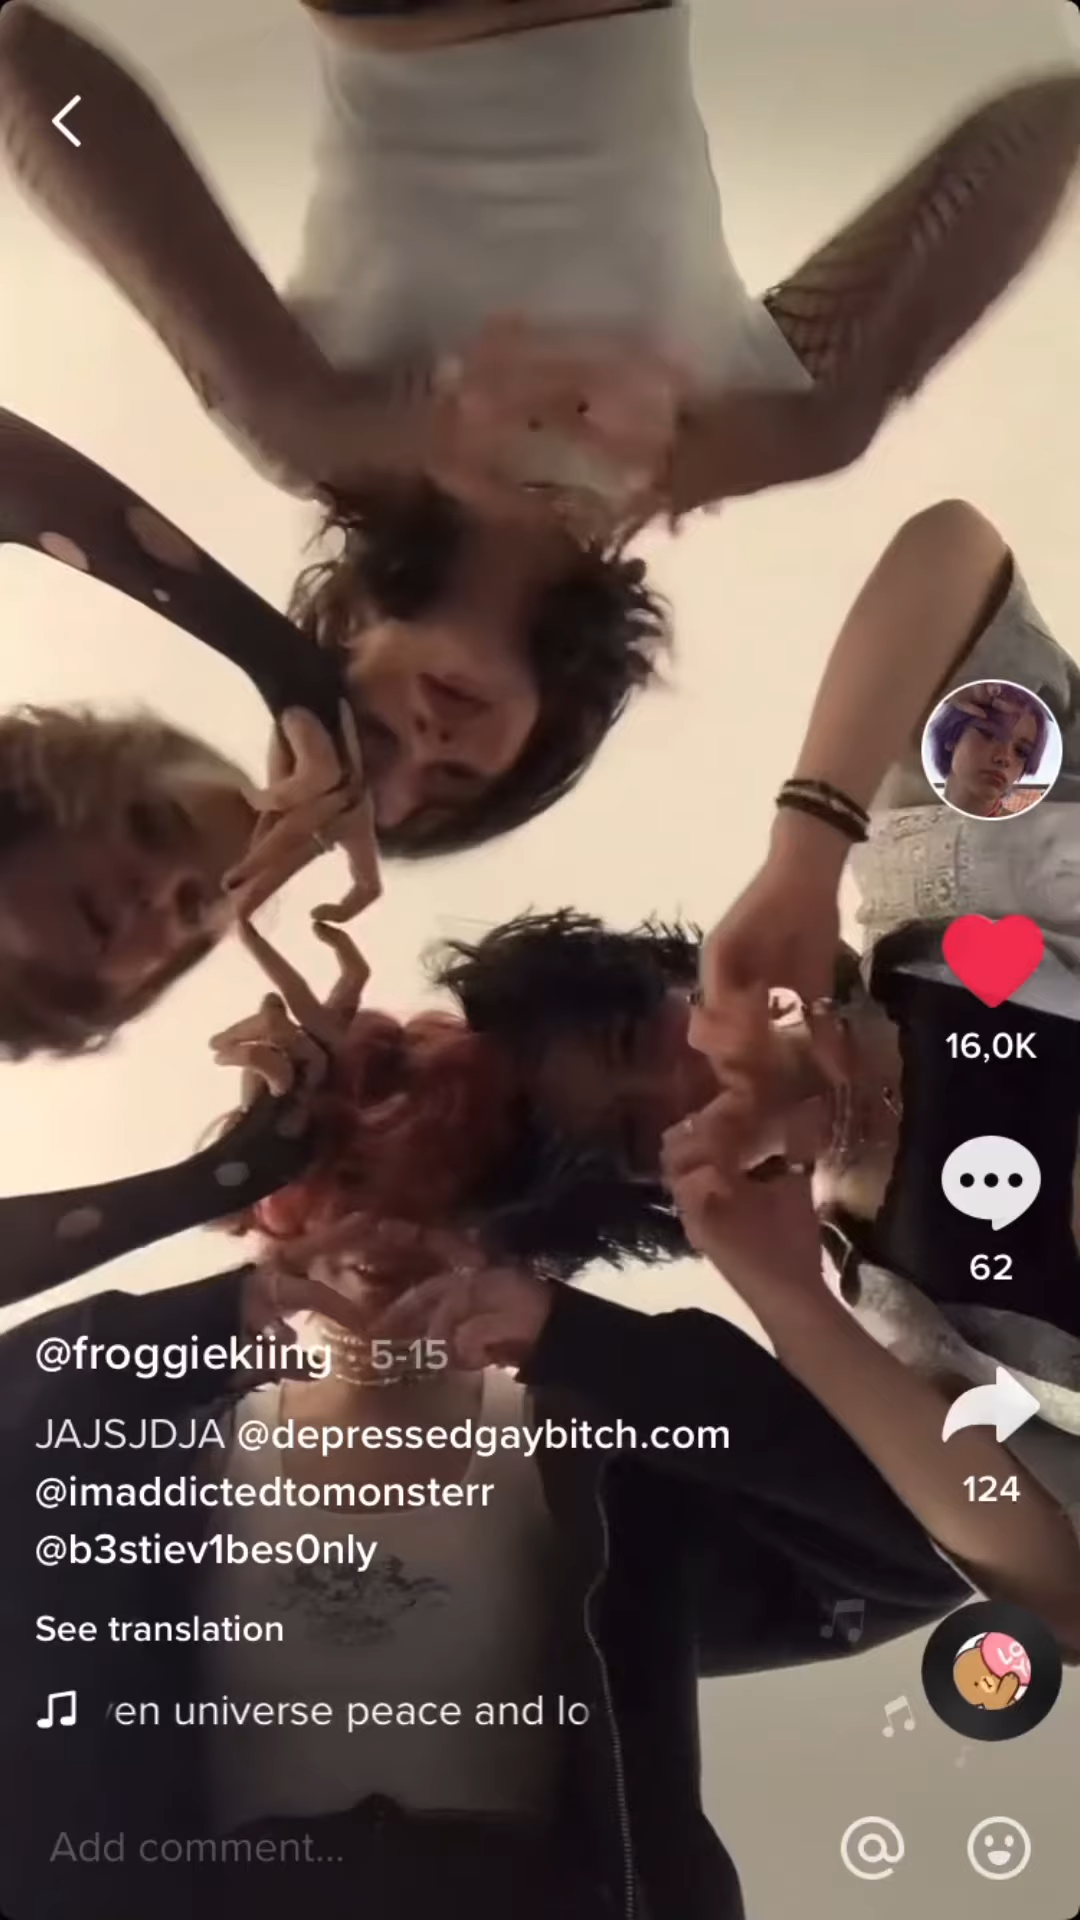 16,0K
62
124
@froggiekiing · 5-15
JAJSJDJA @depressedgaybitch.com
@imaddictedtomonsterr
@b3stiev1bes0nly
See translation
universe peace and lo
Add comment...